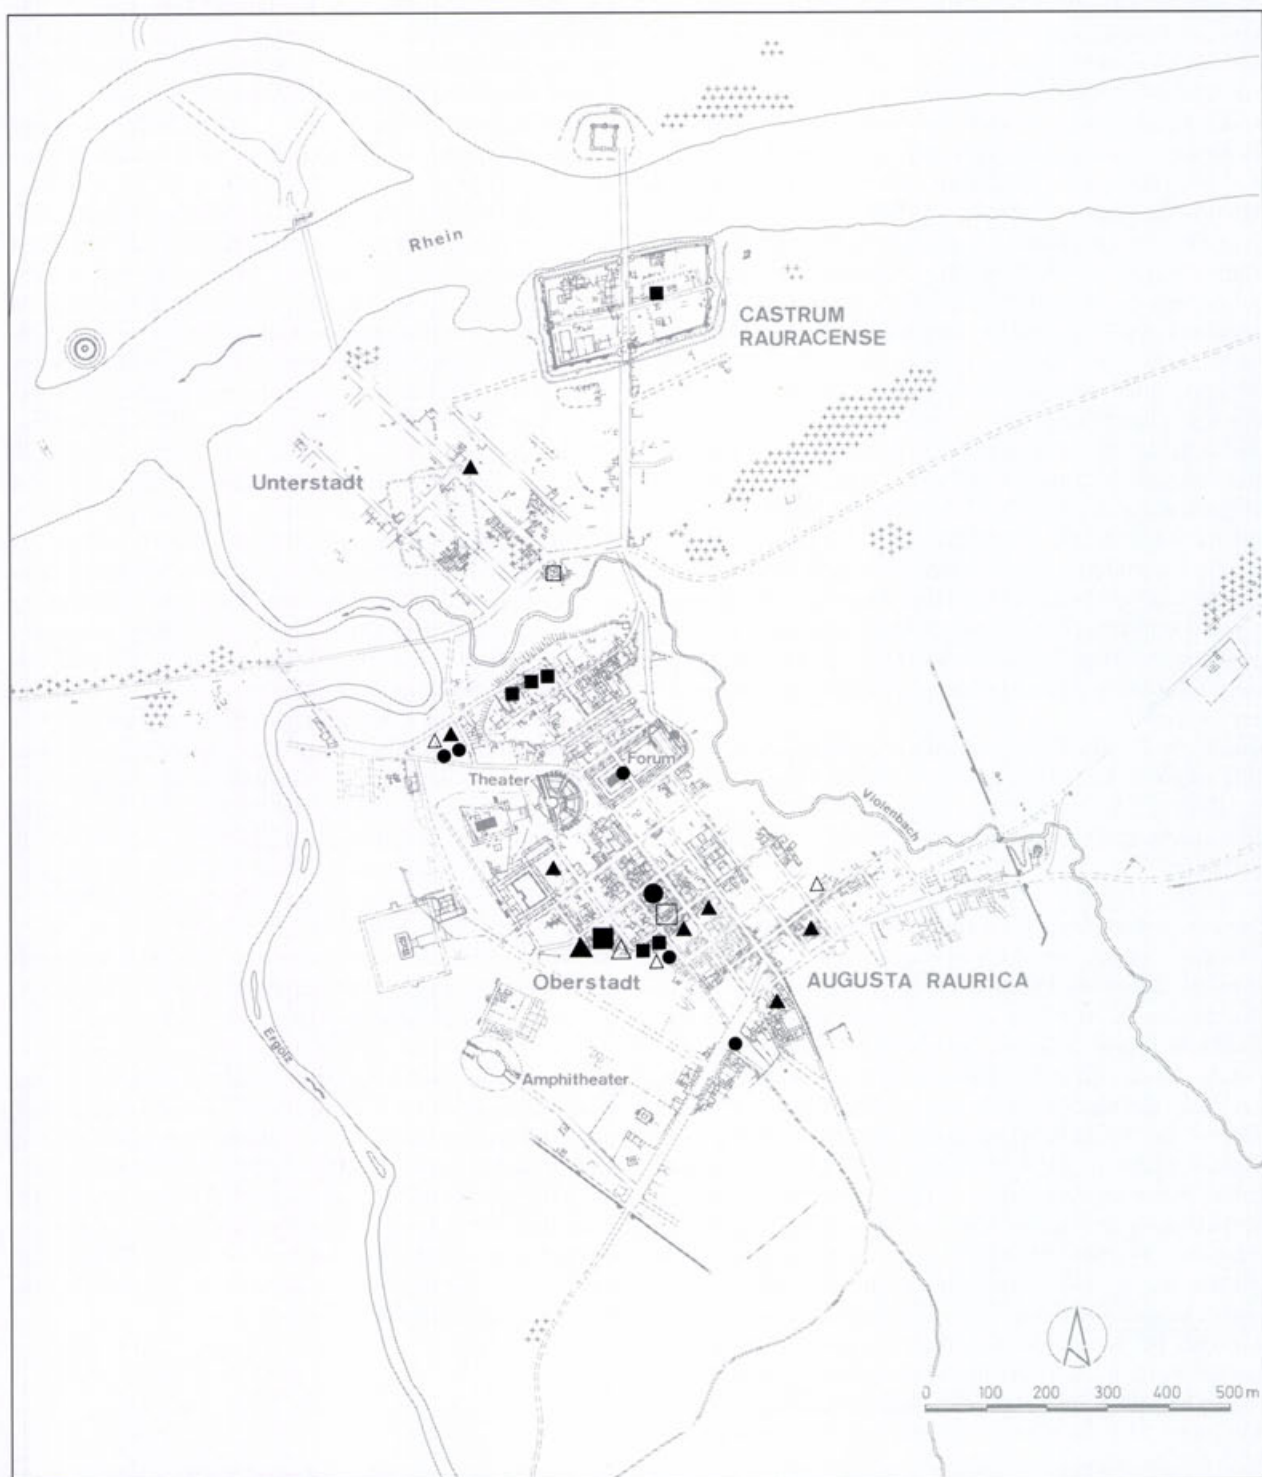 Rhein
CASTRUM
RAURACENSE
Unterstadt
Forum
Theater
Violenbach
Oberstadt
AUGUSTA RAURICA
Ergolz
Amphitheater
0 100 200 300 400 500 m